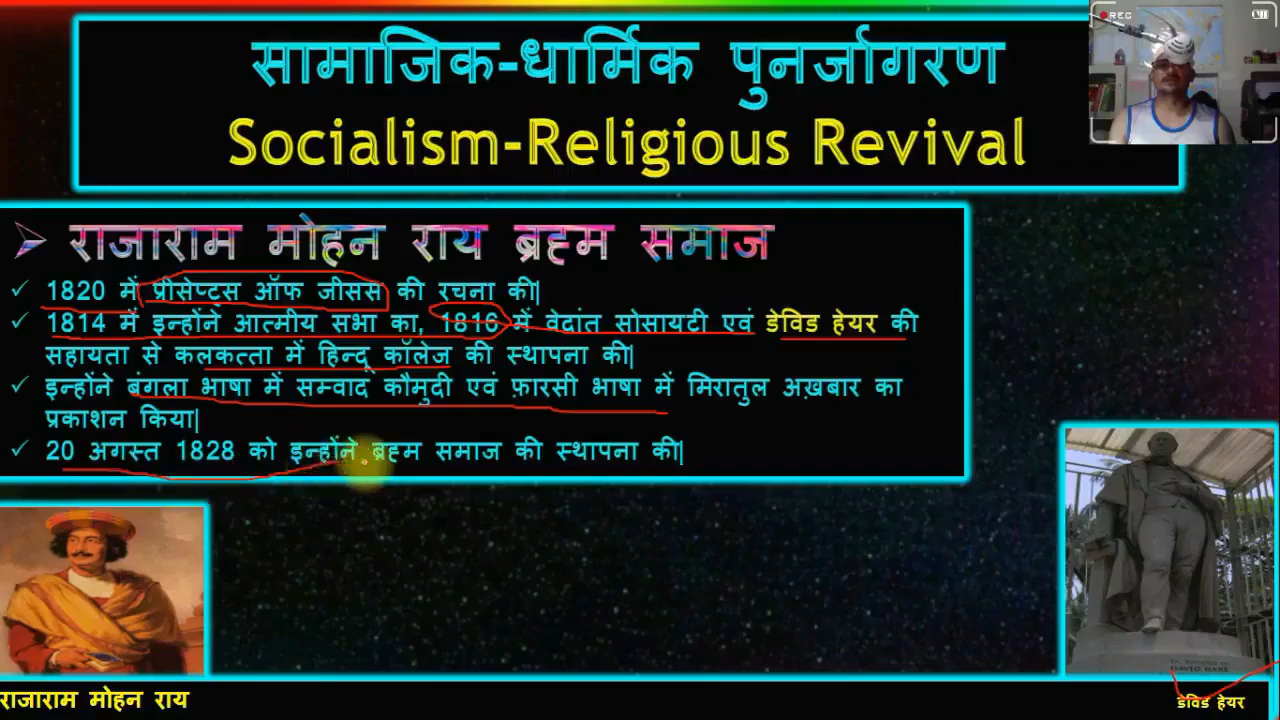 REC
सामाजिक-धार्मिक पुनर्जागरण
Socialism-Religious Revival
राजाराम मोहन राय ब्रह्म समाज
1820 में प्रीसेप्ट्स ऑफ जीसस की रचना की|
1814 में इन्होंने आत्मीय सभा का, 1816 में वेदांत सोसायटी एवं डेविड हेयर की
सहायता से कलकत्ता में हिन्दू कॉलेज की स्थापना की|
इन्होंने बंगला भाषा में सम्वाद कौमुदी एवं फ़ारसी भाषा में मिरातुल अख़बार का
प्रकाशन किया|
20 अगस्त 1828 को इन्होंने ब्रह्म समाज की स्थापना की|
DAVID HARE
राजाराम मोहन राय
डेविड हेयर